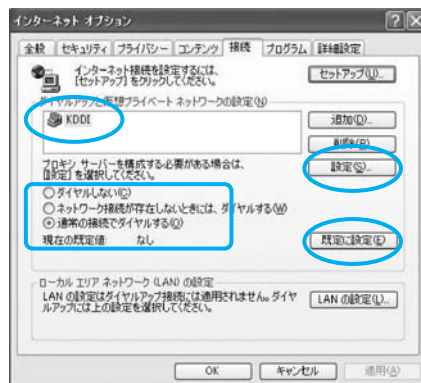 インターネット オプション
全般 セキュリティ プライバシー コンテンツ 接続 プログラム 詳細設定
インターネット接続を設定するには、
[セットアップ] をクリックしてください。
セットアップ(U)...
ダイヤルアップと仮想プライベート ネットワークの設定(N)
KDDI
追加(D)...
削除(R)
プロキシ サーバーを構成する必要がある場合は、
[設定] を選択してください。
設定(S)...
ダイヤルしない(C)
ネットワーク接続が存在しないときには、ダイヤルする(W)
通常の接続でダイヤルする(O)
現在の既定値: なし
既定に設定(E)
ローカル エリア ネットワーク (LAN) の設定
LAN の設定はダイヤルアップ接続には適用されません。ダイヤ
ルアップには上の設定を選択してください。
LAN の設定(L)...
OK キャンセル 適用(A)